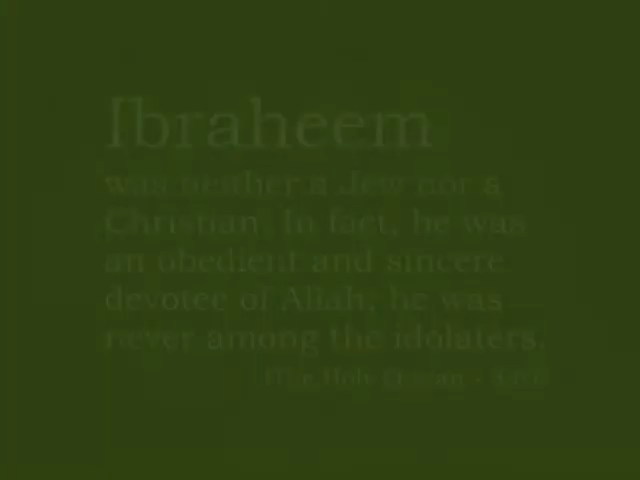 Ibraheem
was neither a Jew nor a
Christian. In fact, he was
an obedient and sincere
devotee of Allah; he was
never among the idolaters.
(The Holy Quran -